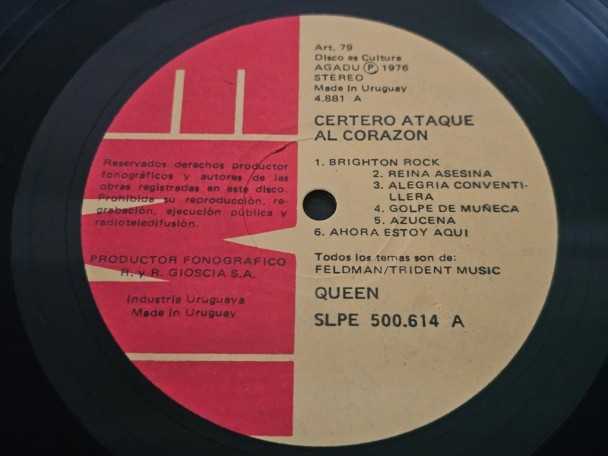 Art. 79
Disco es Cultura
AGADU Ⓟ 1976
STEREO
Made in Uruguay
4.881 A
CERTERO ATAQUE
AL CORAZON
1. BRIGHTON ROCK
2. REINA ASESINA
3. ALEGRIA CONVENTI-
LLERA
4. GOLPE DE MUÑECA
5. AZUCENA
6. AHORA ESTOY AQUI
Todos los temas son de:
FELDMAN/TRIDENT MUSIC
QUEEN
SLPE 500.614 A
EMI
Reservados derechos productor
fonográficos y autores de las
obras registradas en este disco.
Prohibida su reproducción, re-
grabación, ejecución pública y
radioteledifusión.
PRODUCTOR FONOGRAFICO
R. y R. GIOSCIA S.A.
Industria Uruguaya
Made in Uruguay